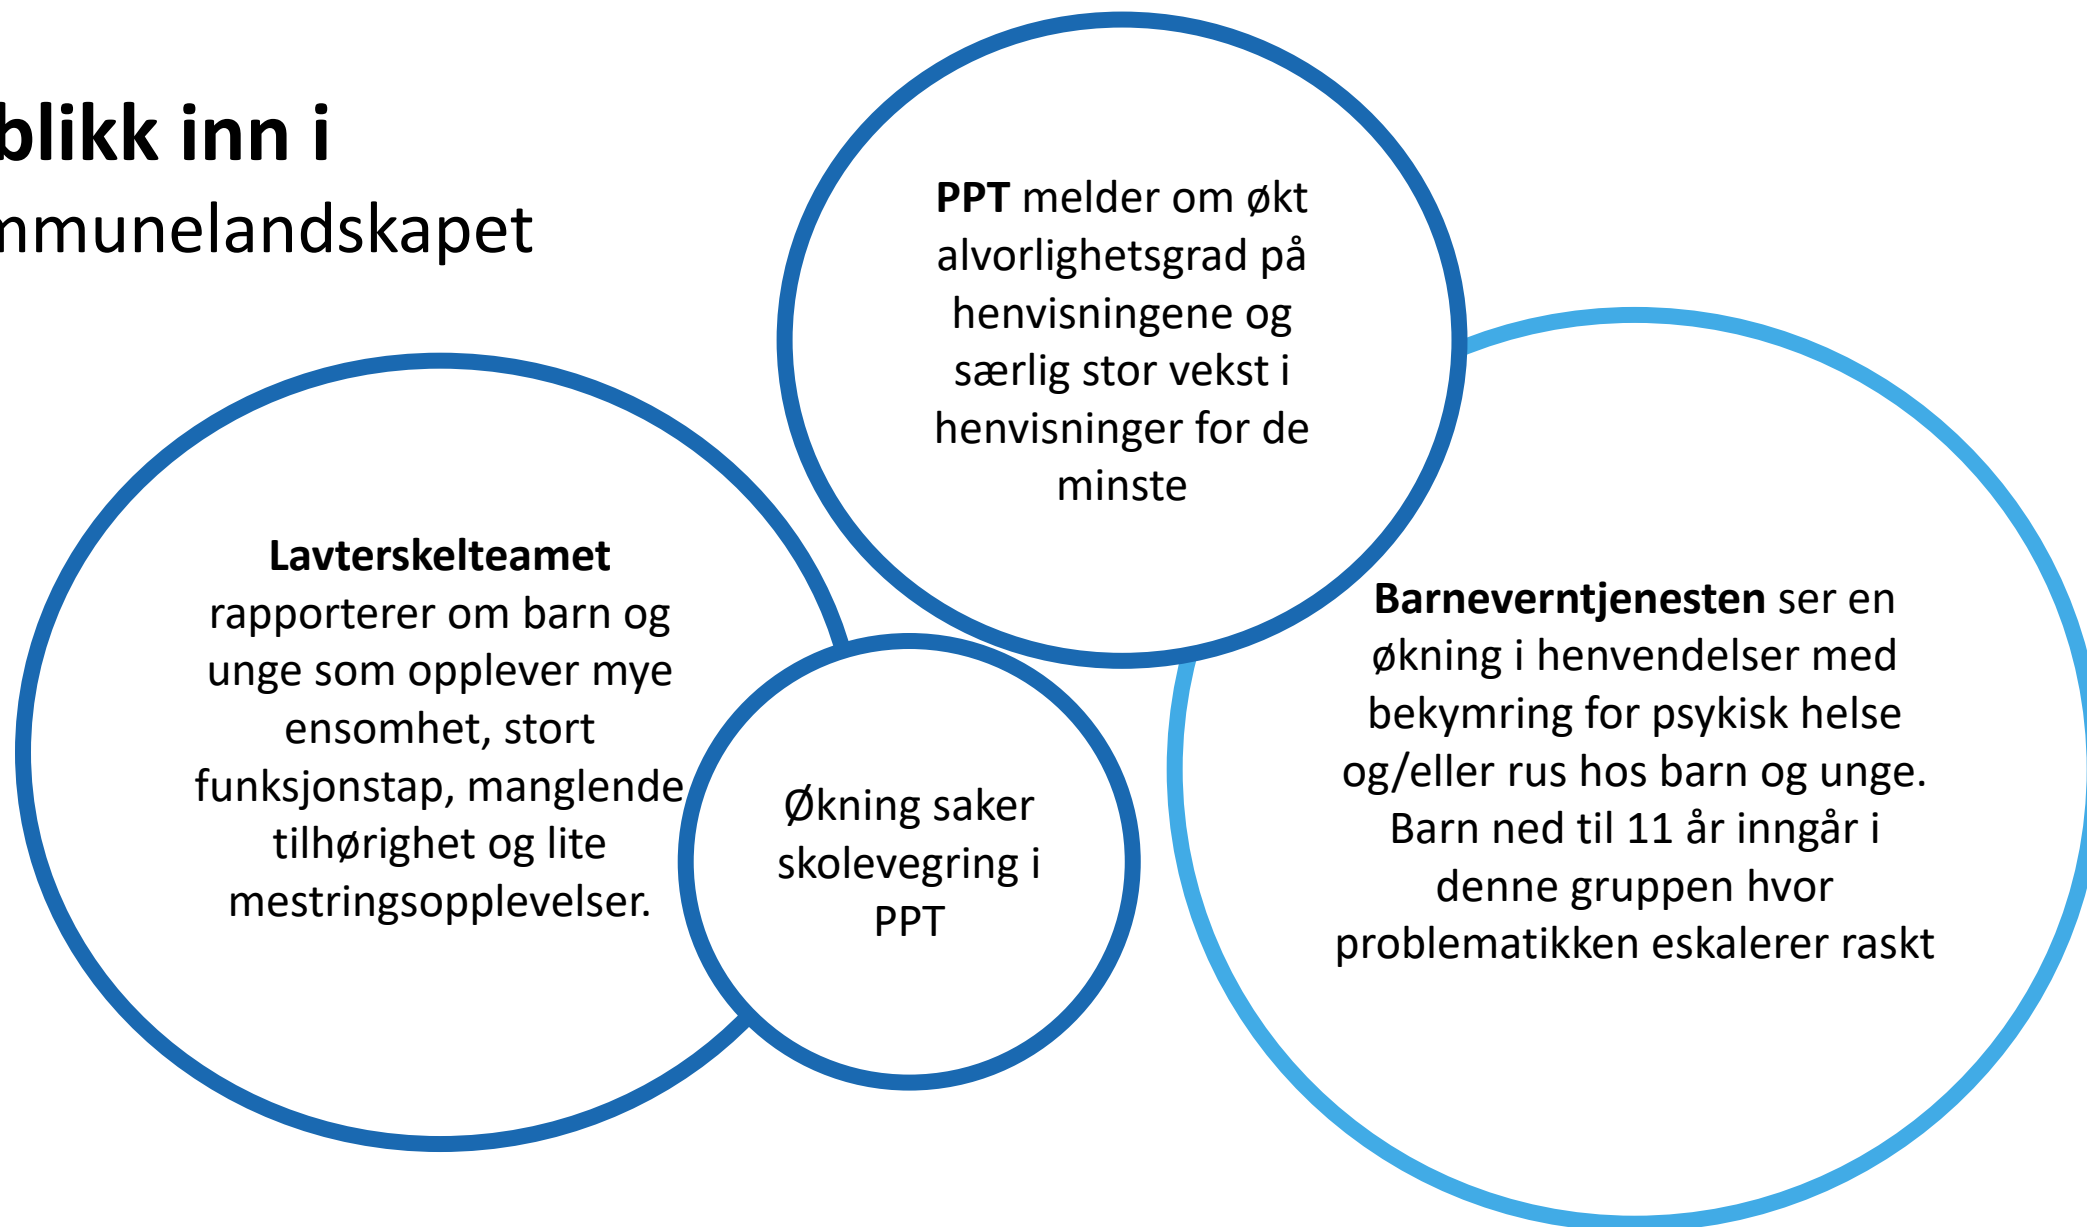 blikk inn i
mmunelandskapet
PPT melder om økt
alvorlighetsgrad på
henvisningene og
særlig stor vekst i
henvisninger for de
minste
Lavterskelteamet
rapporterer om barn og
unge som opplever mye
ensomhet, stort
funksjonstap, manglende
tilhørighet og lite
mestringsopplevelser.
Økning saker
skolevegring i
PPT
Barneverntjenesten ser en
økning i henvendelser med
bekymring for psykisk helse
og/eller rus hos barn og unge.
Barn ned til 11 år inngår i
denne gruppen hvor
problematikken eskalerer raskt